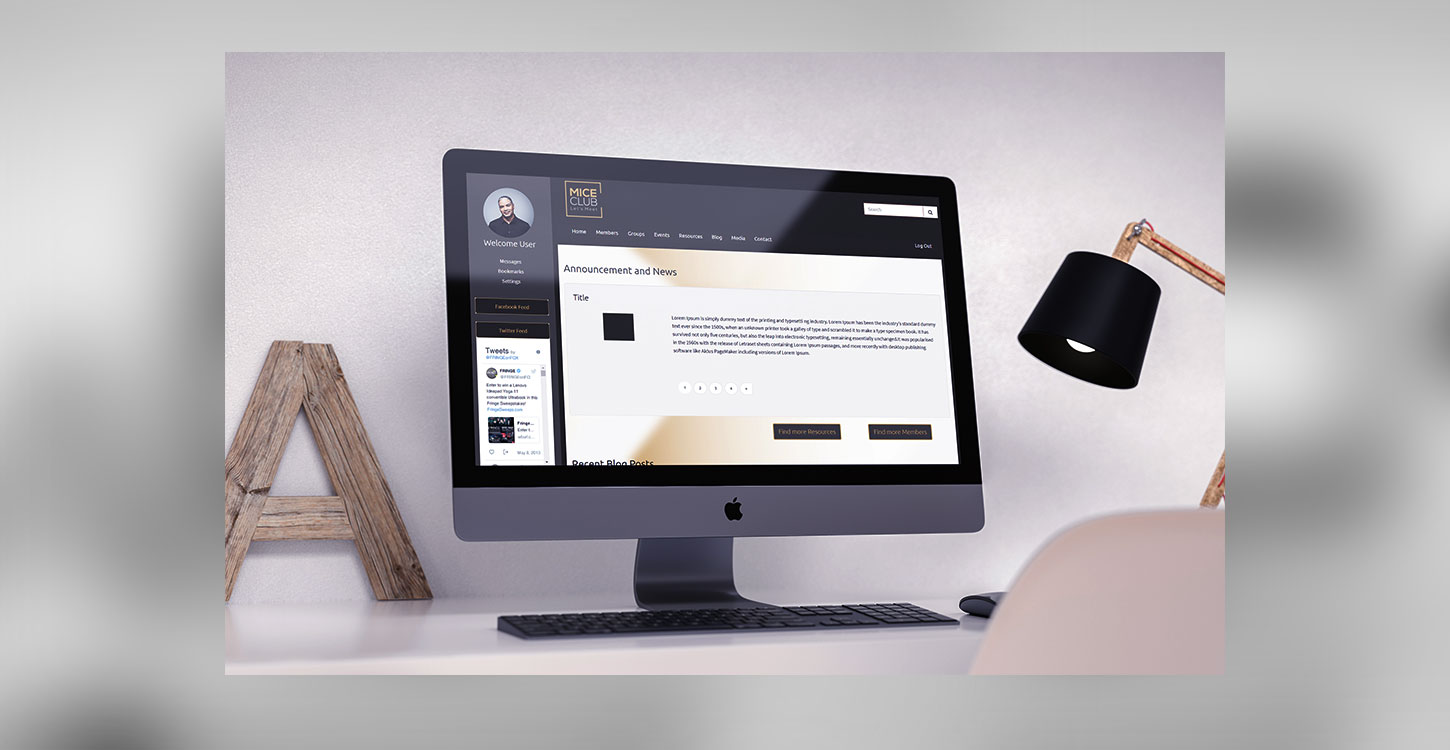 MICE
CLUB
Let's Meet
Search
Home Members Groups Events Resources Blog Media Contact
Log Out
Welcome User
Messages
Bookmarks
Settings
Facebook Feed
Twitter Feed
Tweets by
@FRINGEonFOX
FRINGE
@FRINGEonFO
Enter to win a Lenovo
Ideapad Yoga 11
convertible ultrabook in this
Fringe Sweepstakes!
FringeSweeps.com
Fringe...
Enter t...
May 8, 2013
Announcement and News
Title
Lorem Ipsum is simply dummy text of the printing and typesetti ng industry. Lorem Ipsum has been the industry's standard dummy
text ever since the 1500s, when an unknown printer took a galley of type and scrambled it to make a type specimen book. It has
survived not only five centuries, but also the leap into electronic typesetting, remaining essentially unchanged.It was popularised
in the 1960s with the release of Letraset sheets containing Lorem Ipsum passages, and more recently with desktop publishing
software like Aldus PageMaker including versions of Lorem Ipsum.
1 2 3 4 »
Find more Resources
Find more Members
Recent Blog Posts
A